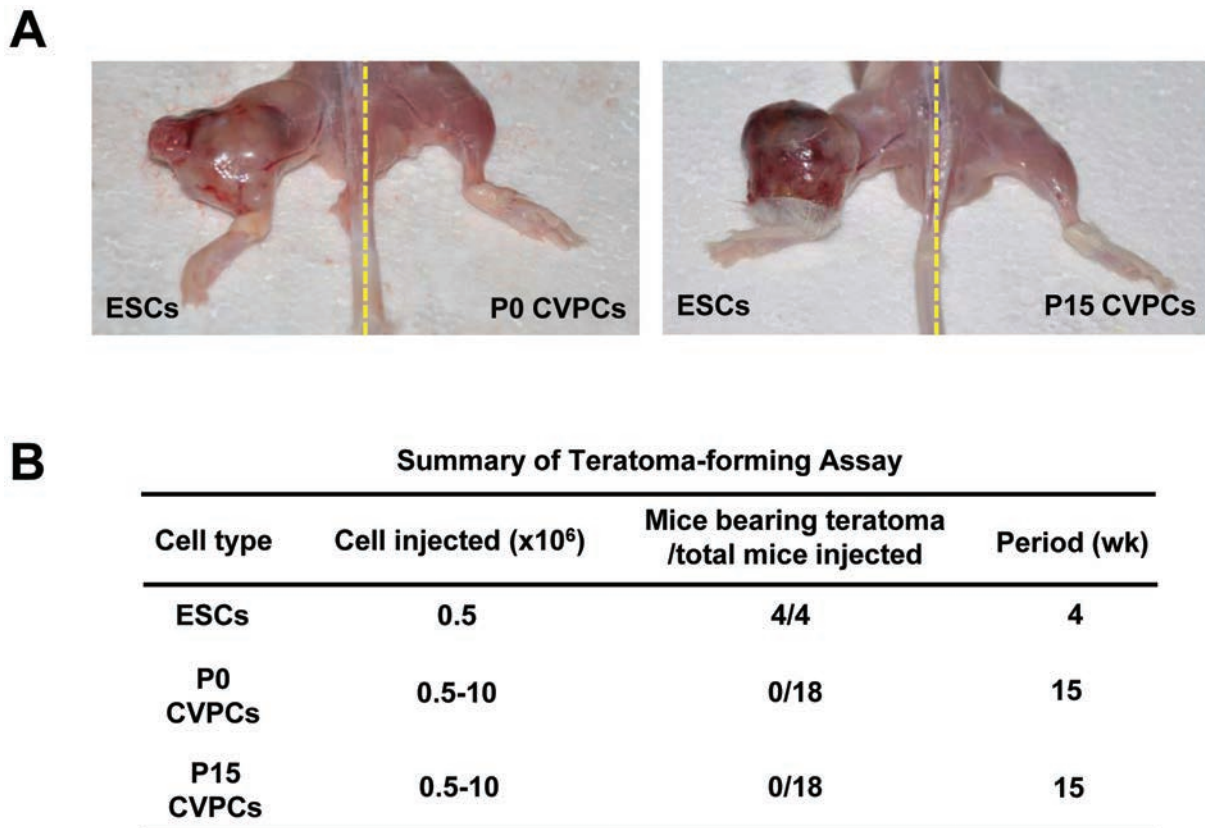 A
ESCs
P0 CVPCs
ESCs
P15 CVPCs
B
Summary of Teratoma-forming Assay
Cell type
Cell injected (x10⁶)
Mice bearing teratoma
/total mice injected
Period (wk)
ESCs
0.5
4/4
4
P0
CVPCs
0.5-10
0/18
15
P15
CVPCs
0.5-10
0/18
15